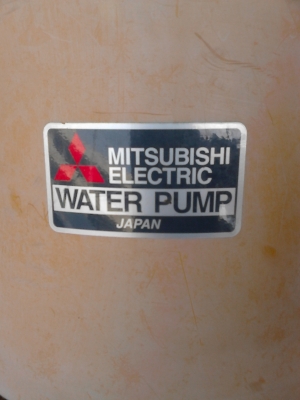 MITSUBISHI
ELECTRIC
WATER PUMP
JAPAN